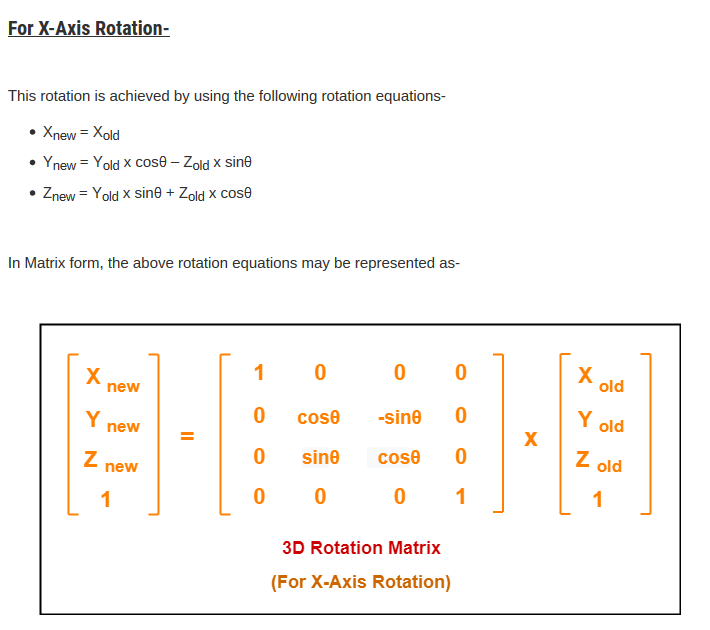 For X-Axis Rotation-
This rotation is achieved by using the following rotation equations-
• Xnew = Xold
• Ynew = Yold x cosθ – Zold x sinθ
• Znew = Yold x sinθ + Zold x cosθ
In Matrix form, the above rotation equations may be represented as-
X new 1 0 0 0 X old
Y new 0 cosθ -sinθ 0 Y old
= x
Z new 0 sinθ cosθ 0 Z old
1 0 0 0 1 1
3D Rotation Matrix
(For X-Axis Rotation)